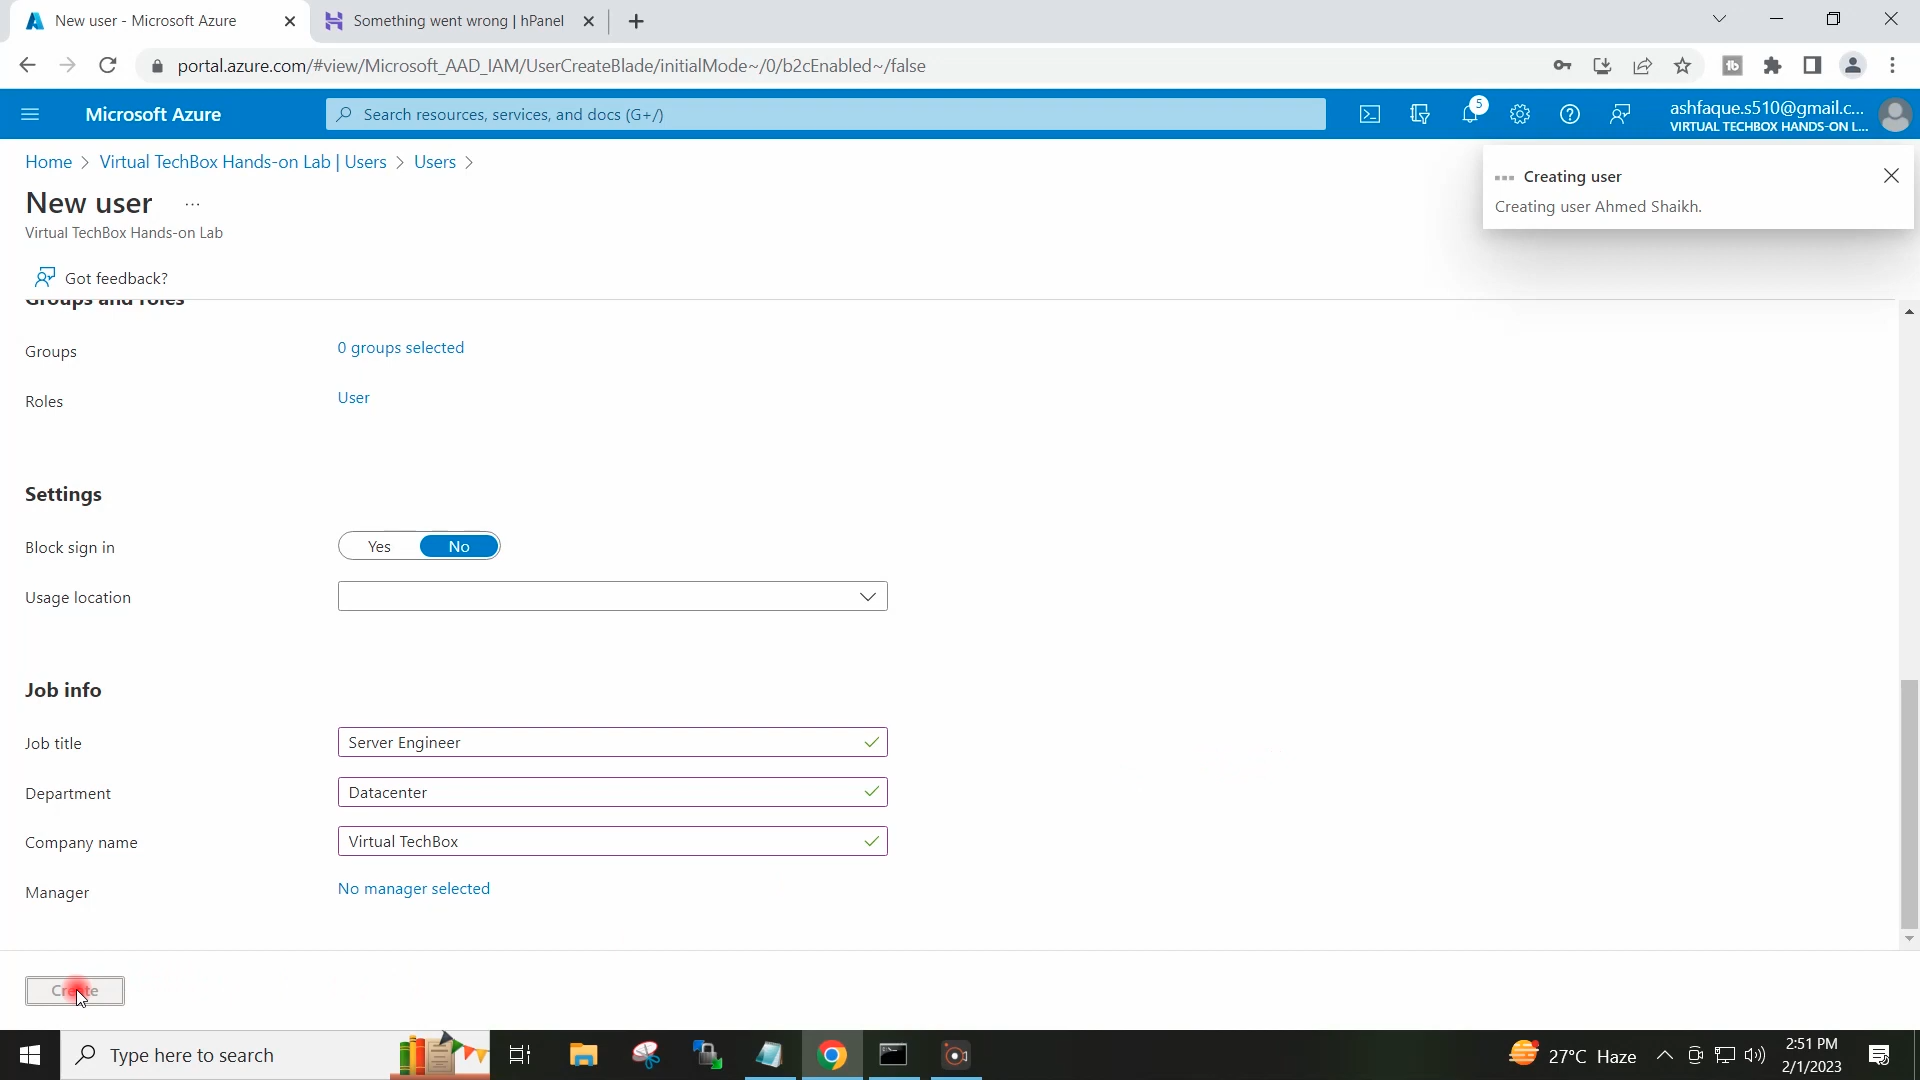 New user - Microsoft Azure
Something went wrong | hPanel
portal.azure.com/#view/Microsoft_AAD_IAM/UserCreateBlade/initialMode~/0/b2cEnabled~/false
Microsoft Azure
Search resources, services, and docs (G+/)
5
ashfaque.s510@gmail.c...
VIRTUAL TECHBOX HANDS-ON L...
Home > Virtual TechBox Hands-on Lab | Users > Users >
Creating user
Creating user Ahmed Shaikh.
New user ...
Virtual TechBox Hands-on Lab
Got feedback?
Groups and roles
Groups 0 groups selected
Roles User
Settings
Block sign in Yes No
Usage location
Job info
Job title Server Engineer
Department Datacenter
Company name Virtual TechBox
Manager No manager selected
Create
Type here to search
27°C Haze
2:51 PM
2/1/2023